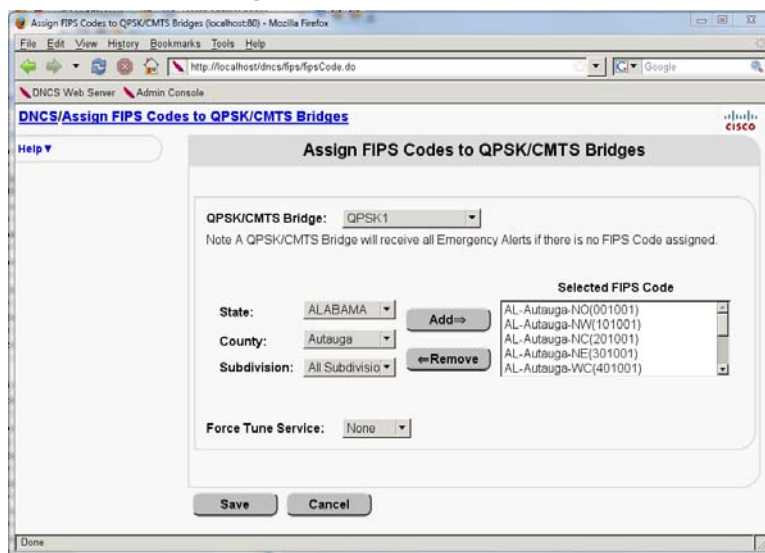 Assign FIPS Codes to QPSK/CMTS Bridges (localhost:80) - Mozilla Firefox
File Edit View History Bookmarks Tools Help
http://localhost/dncs/fips/fipsCode.do
Google
DNCS Web Server Admin Console
DNCS/Assign FIPS Codes to QPSK/CMTS Bridges
CISCO
Help
Assign FIPS Codes to QPSK/CMTS Bridges
QPSK/CMTS Bridge: QPSK1
Note A QPSK/CMTS Bridge will receive all Emergency Alerts if there is no FIPS Code assigned.
Selected FIPS Code
State: ALABAMA
County: Autauga
Subdivision: All Subdivisio
Add⇒
⇐Remove
AL-Autauga-NO(001001)
AL-Autauga-NW(101001)
AL-Autauga-NC(201001)
AL-Autauga-NE(301001)
AL-Autauga-WC(401001)
Force Tune Service: None
Save Cancel
Done